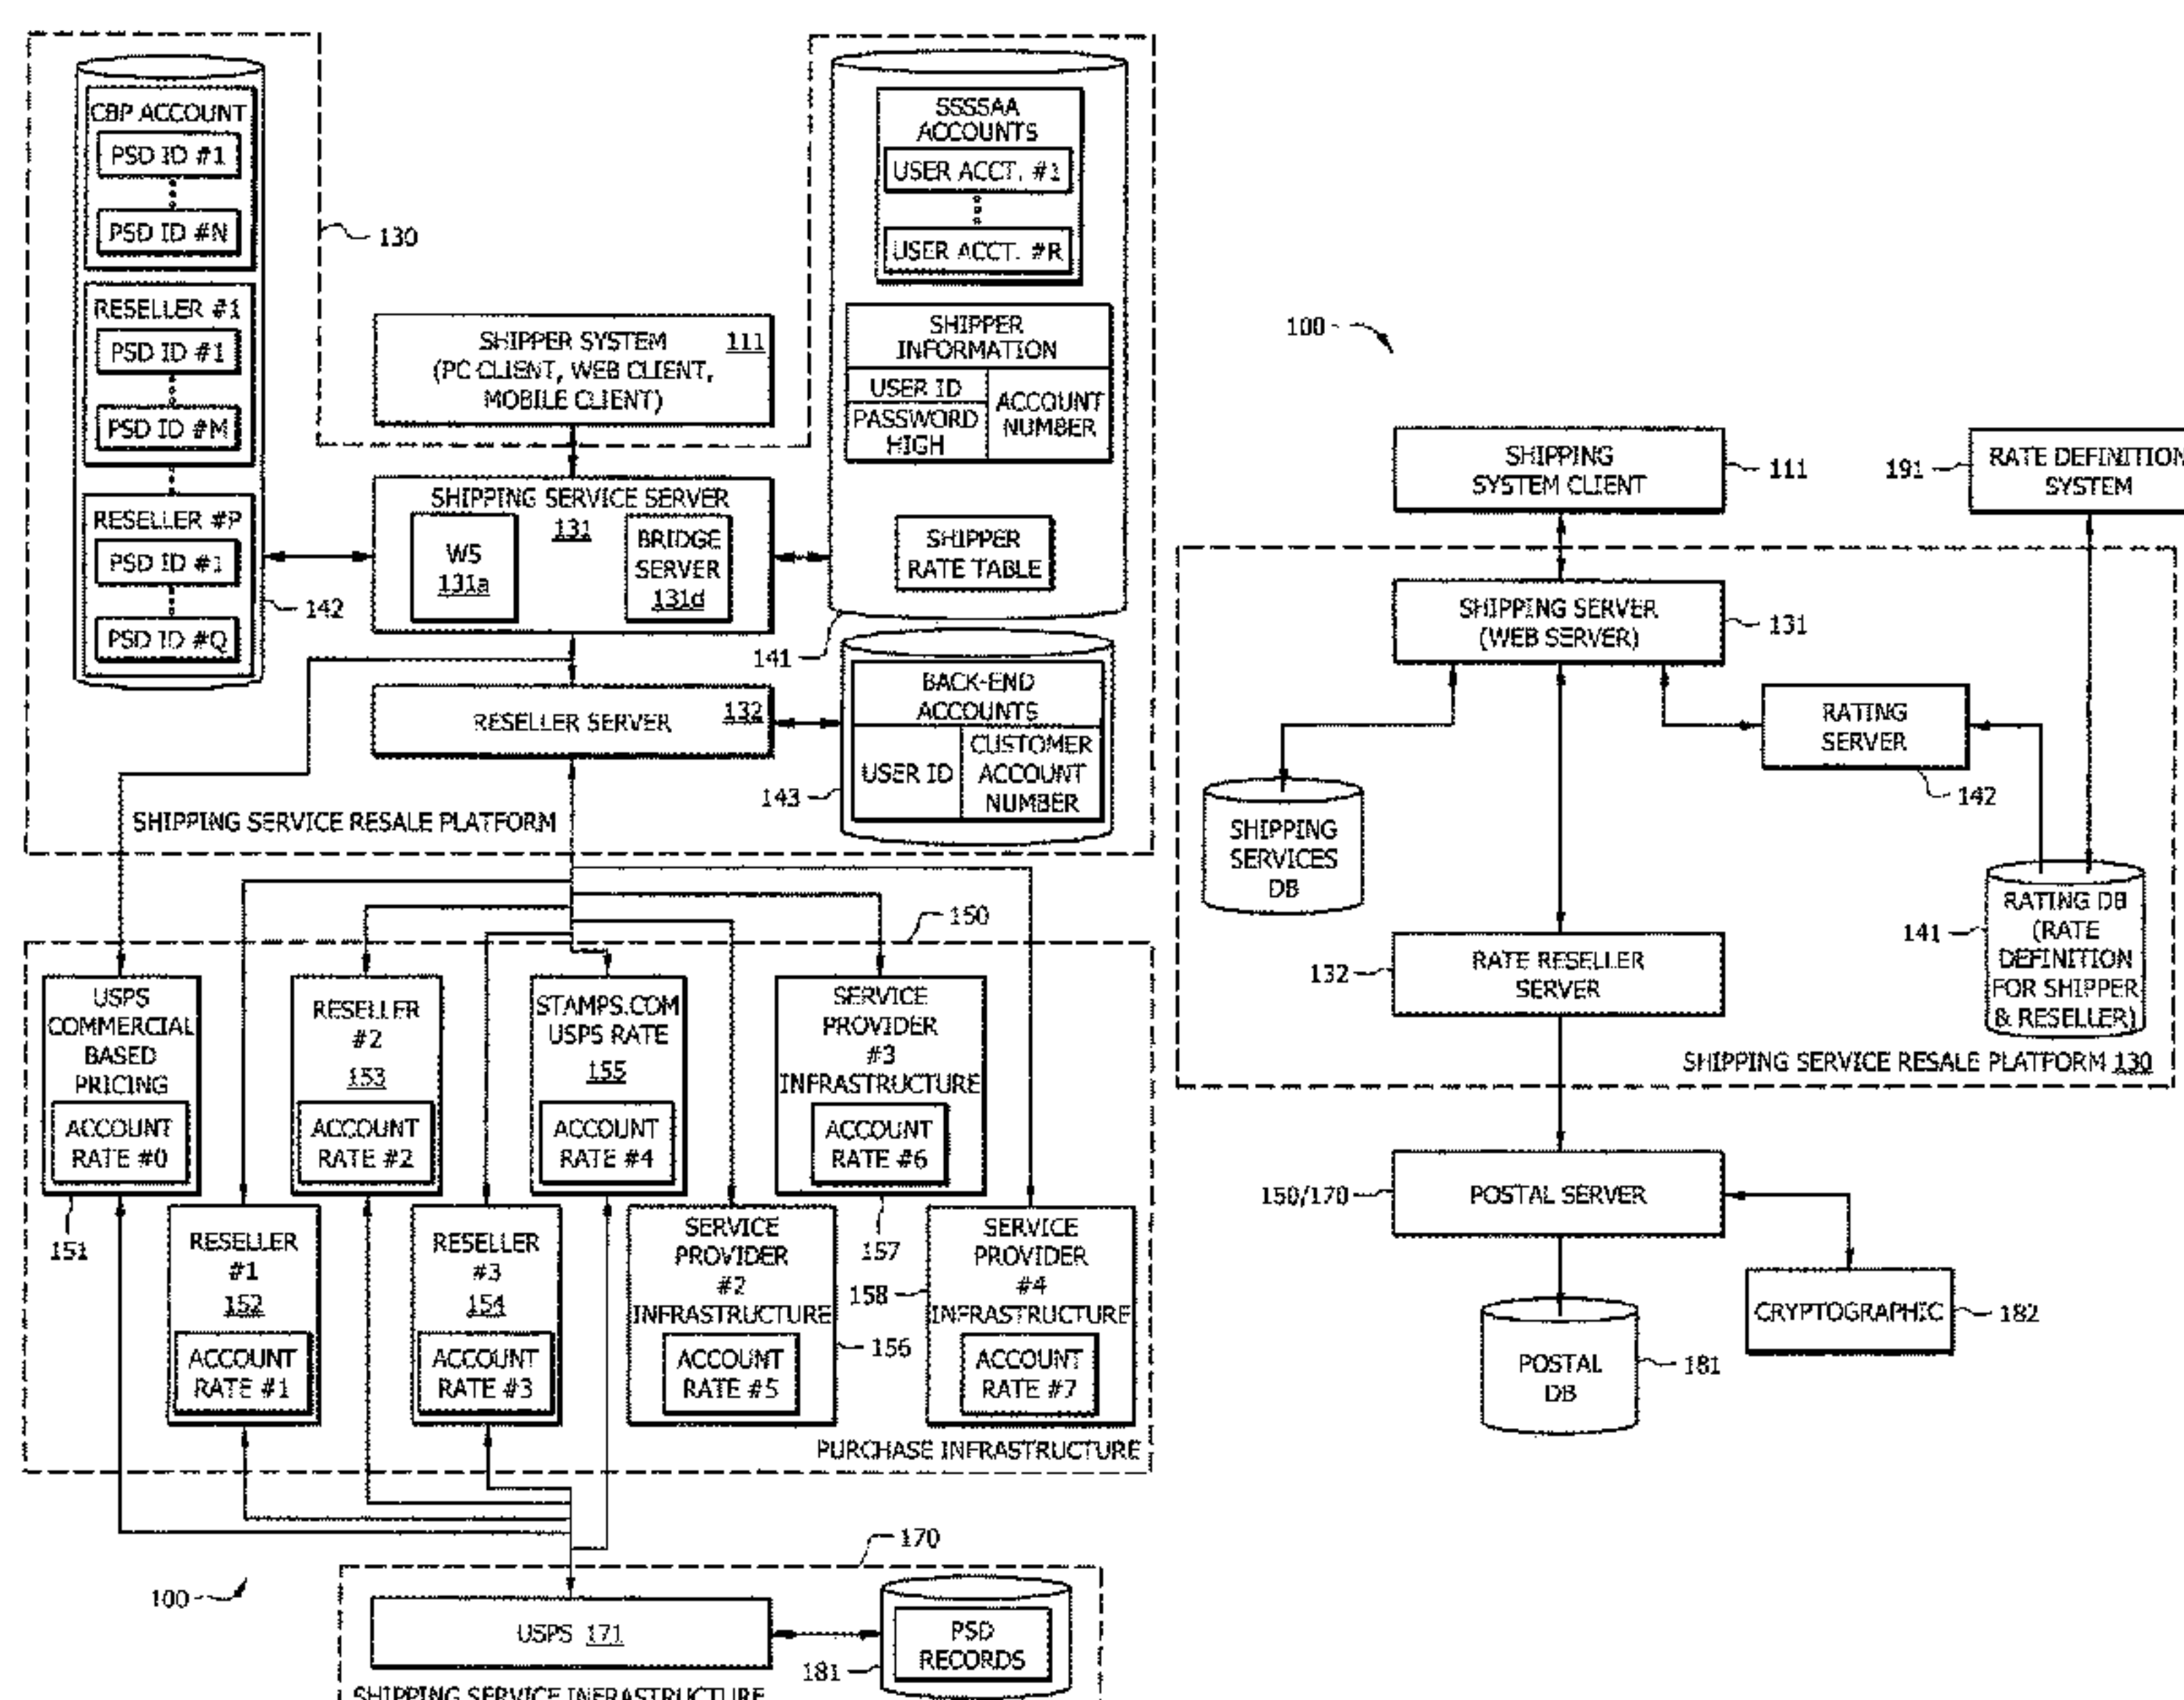 CBP ACCOUNT
PSD ID #1
PSD ID #N
RESELLER #1
PSD ID #1
PSD ID #M
RESELLER #P
PSD ID #1
PSD ID #Q
142
130
SHIPPER SYSTEM 111
(PC CLIENT, WEB CLIENT,
MOBILE CLIENT)
SHIPPING SERVICE SERVER
131
WS
131a
BRIDGE
SERVER
131d
RESELLER SERVER 132
SSSSAA
ACCOUNTS
USER ACCT. #1
USER ACCT. #R
SHIPPER
INFORMATION
USER ID
PASSWORD
HIGH
ACCOUNT
NUMBER
SHIPPER
RATE TABLE
141
BACK-END
ACCOUNTS
USER ID
CUSTOMER
ACCOUNT
NUMBER
143
SHIPPING SERVICE RESALE PLATFORM
150
USPS
COMMERCIAL
BASED
PRICING
ACCOUNT
RATE #0
151
RESELLER
#2
153
ACCOUNT
RATE #2
STAMPS.COM
USPS RATE
155
ACCOUNT
RATE #4
SERVICE
PROVIDER
#3
INFRASTRUCTURE
ACCOUNT
RATE #6
157
RESELLER
#1
152
ACCOUNT
RATE #1
RESELLER
#3
154
ACCOUNT
RATE #3
SERVICE
PROVIDER
#2
INFRASTRUCTURE
ACCOUNT
RATE #5
156
SERVICE
PROVIDER
#4
INFRASTRUCTURE
ACCOUNT
RATE #7
158
PURCHASE INFRASTRUCTURE
170
100
USPS 171
PSD
RECORDS
181
SHIPPING SERVICE INFRASTRUCTURE
100
SHIPPING
SYSTEM CLIENT
111
191
RATE DEFINITION
SYSTEM
SHIPPING SERVER
(WEB SERVER)
131
RATING
SERVER
142
SHIPPING
SERVICES
DB
RATE RESELLER
SERVER
132
RATING DB
(RATE
DEFINITION
FOR SHIPPER
& RESELLER)
141
SHIPPING SERVICE RESALE PLATFORM 130
150/170
POSTAL SERVER
CRYPTOGRAPHIC
182
POSTAL
DB
181